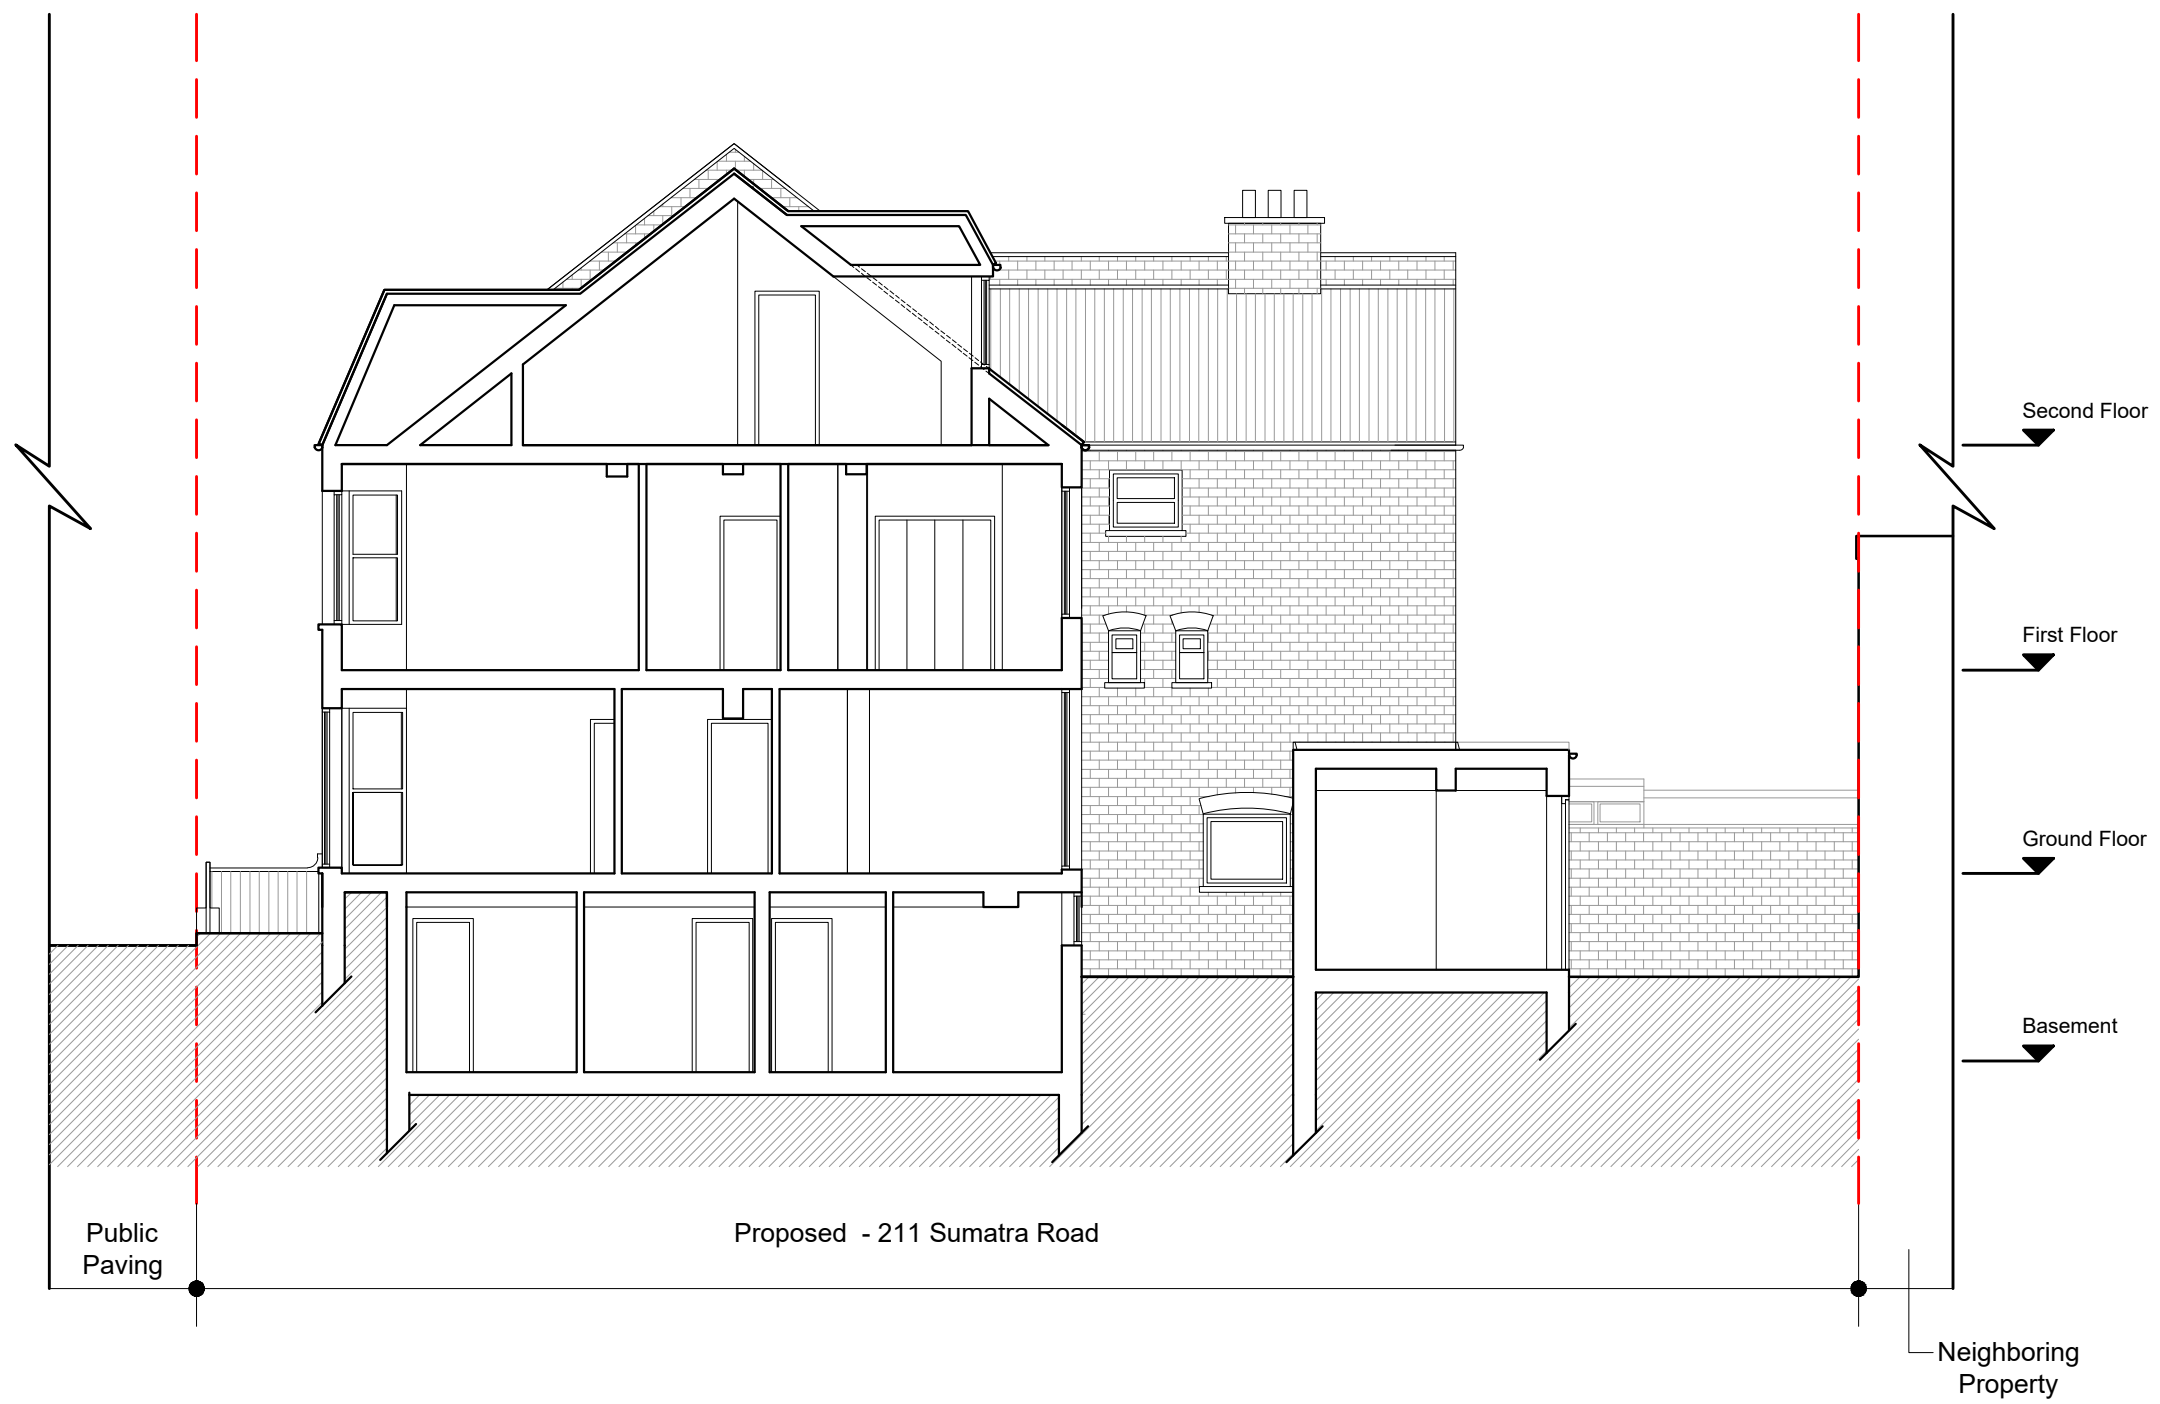 Second Floor
First Floor
Ground Floor
Basement
Public
Paving
Proposed  - 211 Sumatra Road
Neighboring
Property